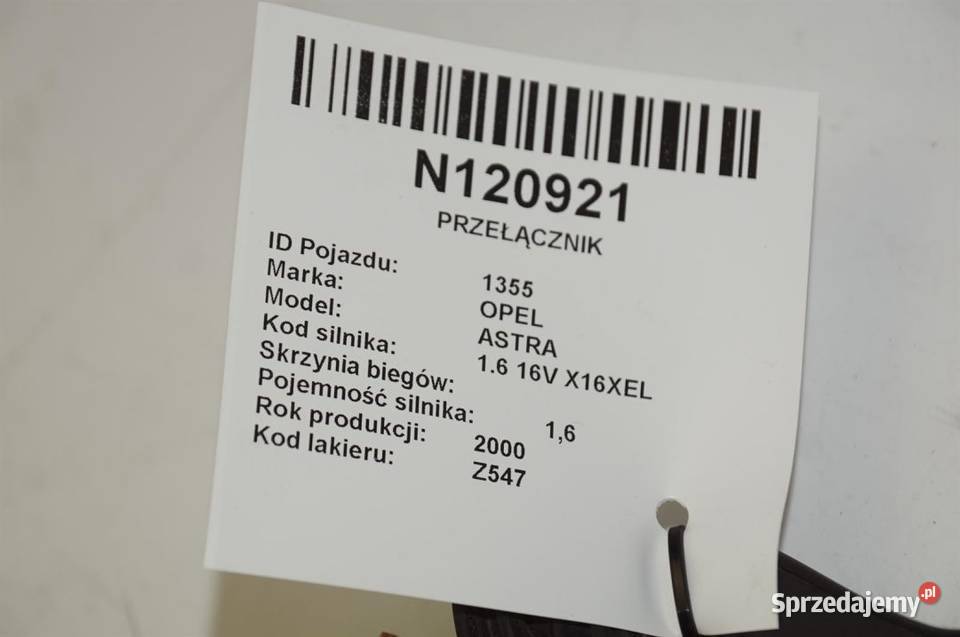 N120921
PRZEŁĄCZNIK
ID Pojazdu: 1355
Marka: OPEL
Model: ASTRA
Kod silnika: 1.6 16V X16XEL
Skrzynia biegów:
Pojemność silnika: 1,6
Rok produkcji: 2000
Kod lakieru: Z547
Sprzedajemy.pl